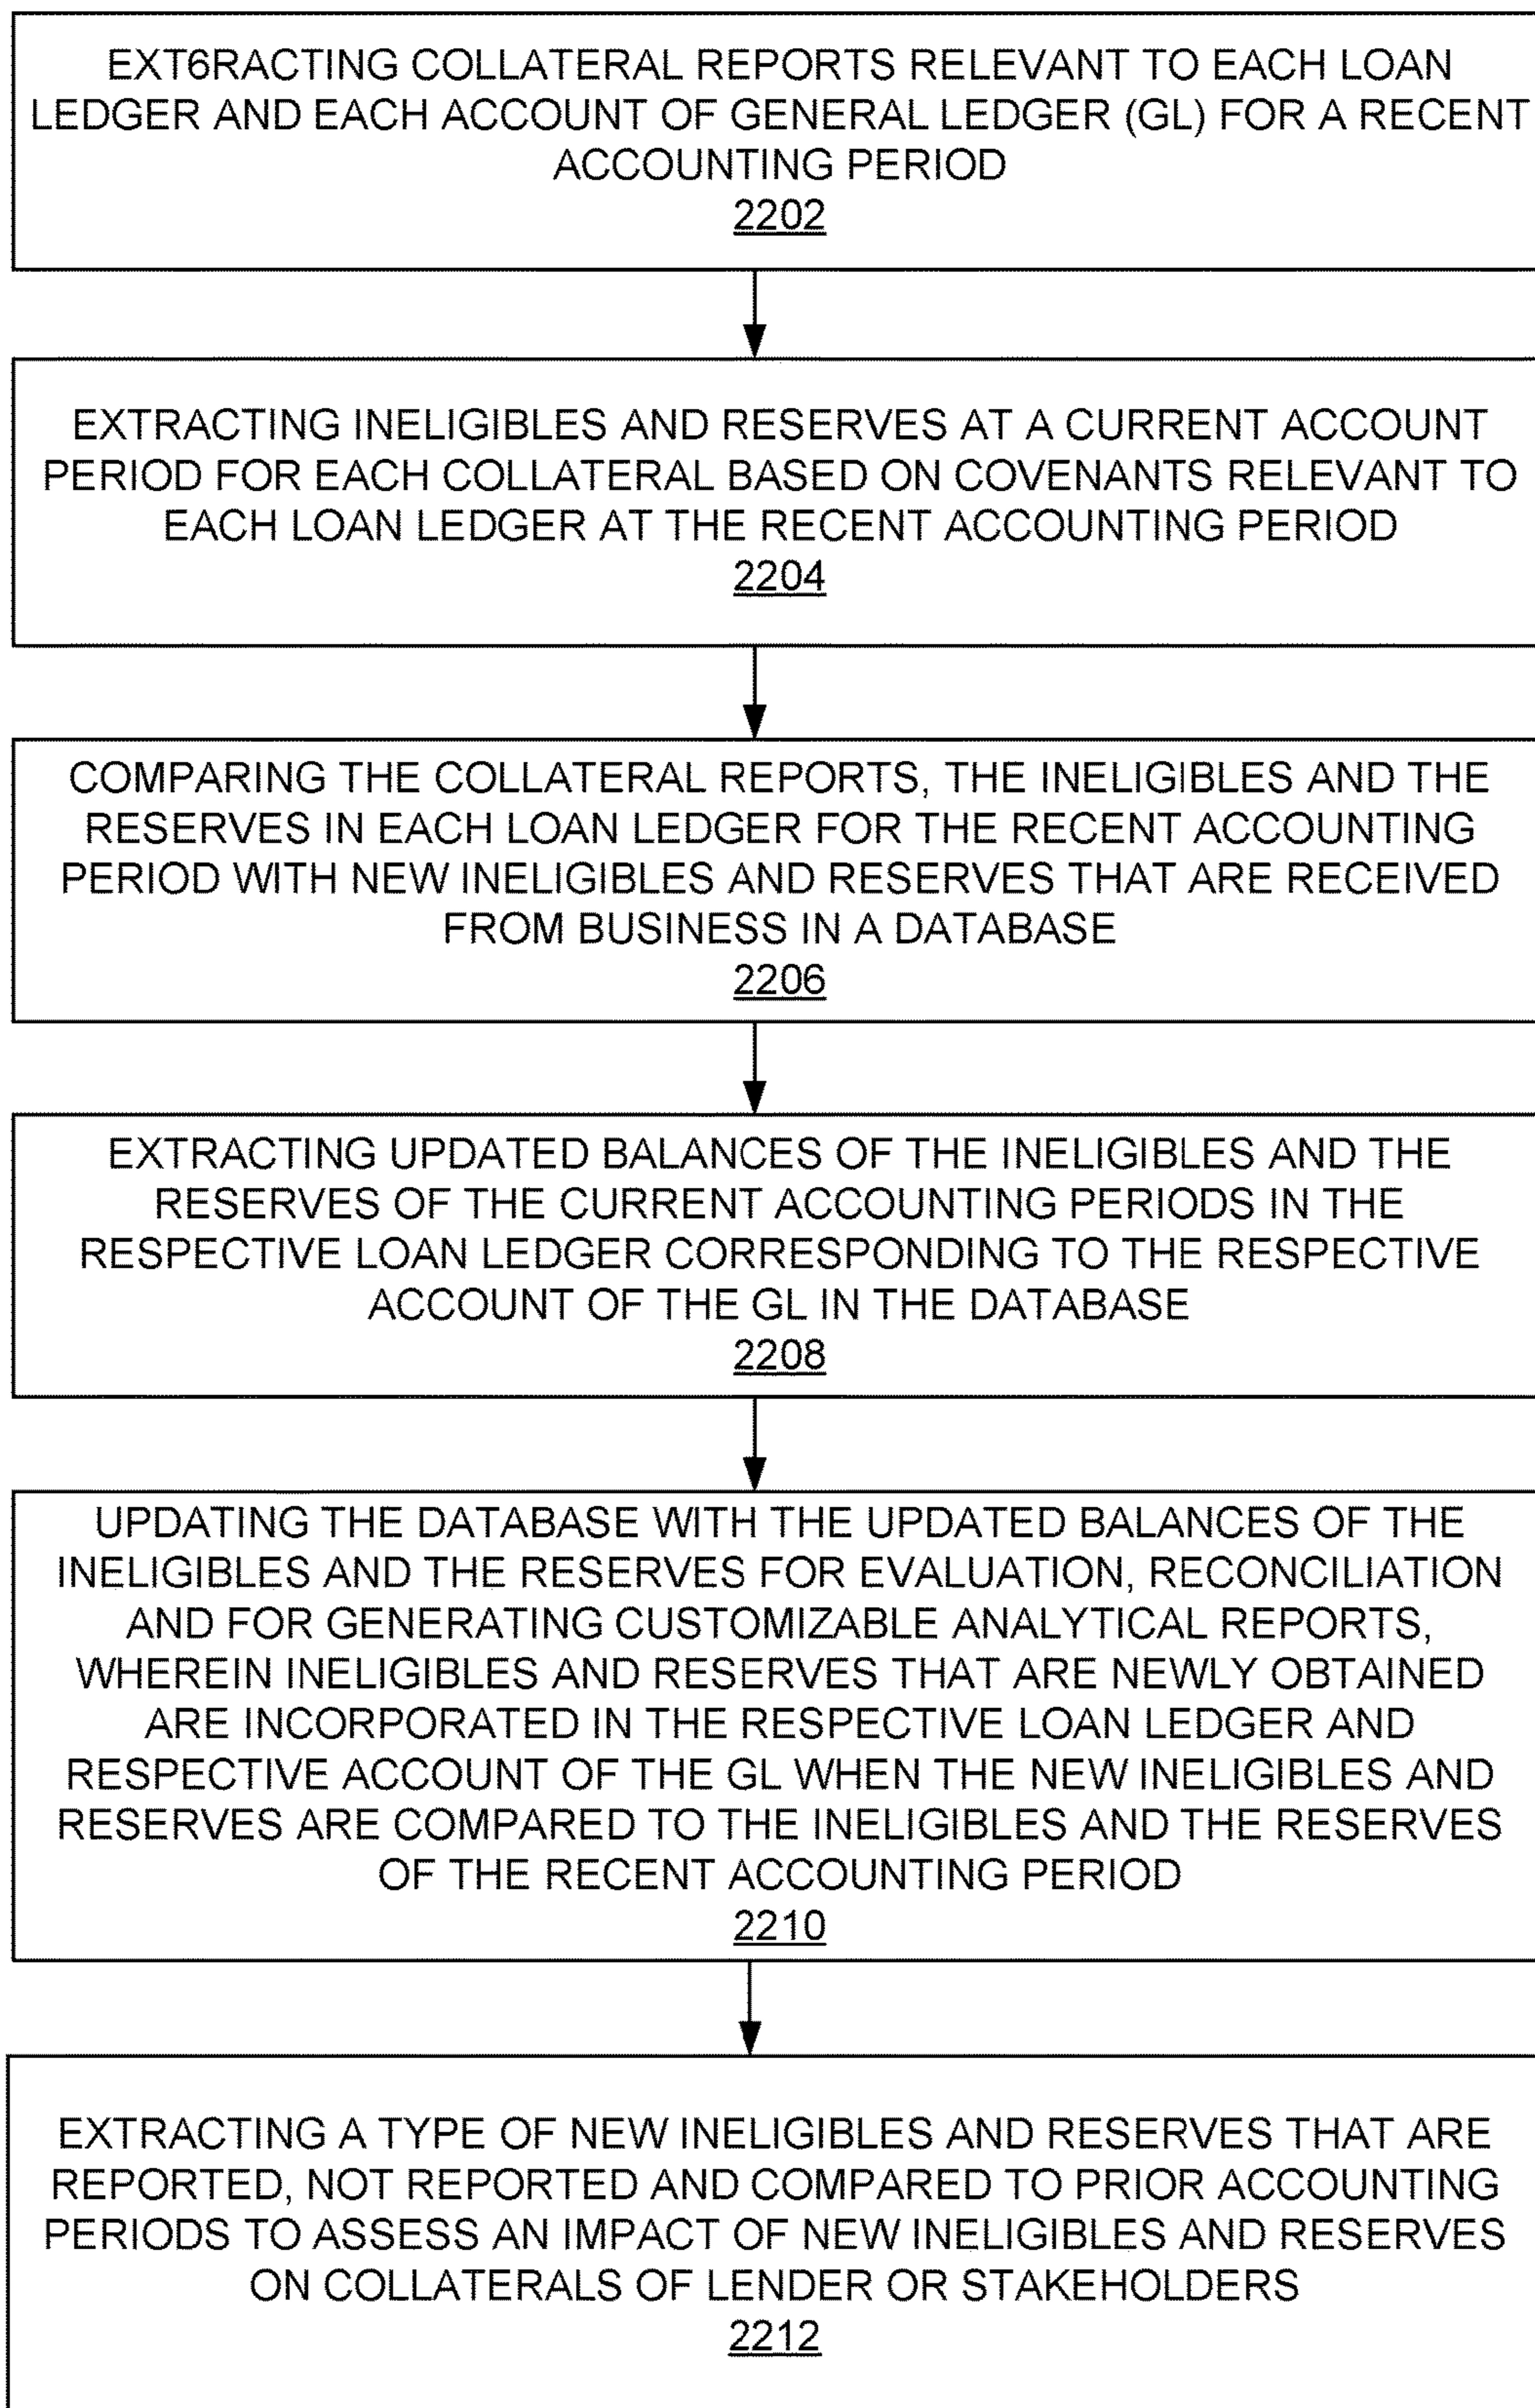 EXT6RACTING COLLATERAL REPORTS RELEVANT TO EACH LOAN
LEDGER AND EACH ACCOUNT OF GENERAL LEDGER (GL) FOR A RECENT
ACCOUNTING PERIOD
2202
EXTRACTING INELIGIBLES AND RESERVES AT A CURRENT ACCOUNT
PERIOD FOR EACH COLLATERAL BASED ON COVENANTS RELEVANT TO
EACH LOAN LEDGER AT THE RECENT ACCOUNTING PERIOD
2204
COMPARING THE COLLATERAL REPORTS, THE INELIGIBLES AND THE
RESERVES IN EACH LOAN LEDGER FOR THE RECENT ACCOUNTING
PERIOD WITH NEW INELIGIBLES AND RESERVES THAT ARE RECEIVED
FROM BUSINESS IN A DATABASE
2206
EXTRACTING UPDATED BALANCES OF THE INELIGIBLES AND THE
RESERVES OF THE CURRENT ACCOUNTING PERIODS IN THE
RESPECTIVE LOAN LEDGER CORRESPONDING TO THE RESPECTIVE
ACCOUNT OF THE GL IN THE DATABASE
2208
UPDATING THE DATABASE WITH THE UPDATED BALANCES OF THE
INELIGIBLES AND THE RESERVES FOR EVALUATION, RECONCILIATION
AND FOR GENERATING CUSTOMIZABLE ANALYTICAL REPORTS,
WHEREIN INELIGIBLES AND RESERVES THAT ARE NEWLY OBTAINED
ARE INCORPORATED IN THE RESPECTIVE LOAN LEDGER AND
RESPECTIVE ACCOUNT OF THE GL WHEN THE NEW INELIGIBLES AND
RESERVES ARE COMPARED TO THE INELIGIBLES AND THE RESERVES
OF THE RECENT ACCOUNTING PERIOD
2210
EXTRACTING A TYPE OF NEW INELIGIBLES AND RESERVES THAT ARE
REPORTED, NOT REPORTED AND COMPARED TO PRIOR ACCOUNTING
PERIODS TO ASSESS AN IMPACT OF NEW INELIGIBLES AND RESERVES
ON COLLATERALS OF LENDER OR STAKEHOLDERS
2212